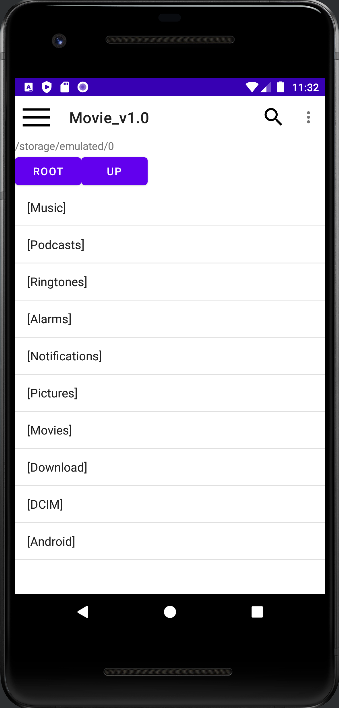 11:32
Movie_v1.0
/storage/emulated/0
ROOT UP
[Music]
[Podcasts]
[Ringtones]
[Alarms]
[Notifications]
[Pictures]
[Movies]
[Download]
[DCIM]
[Android]